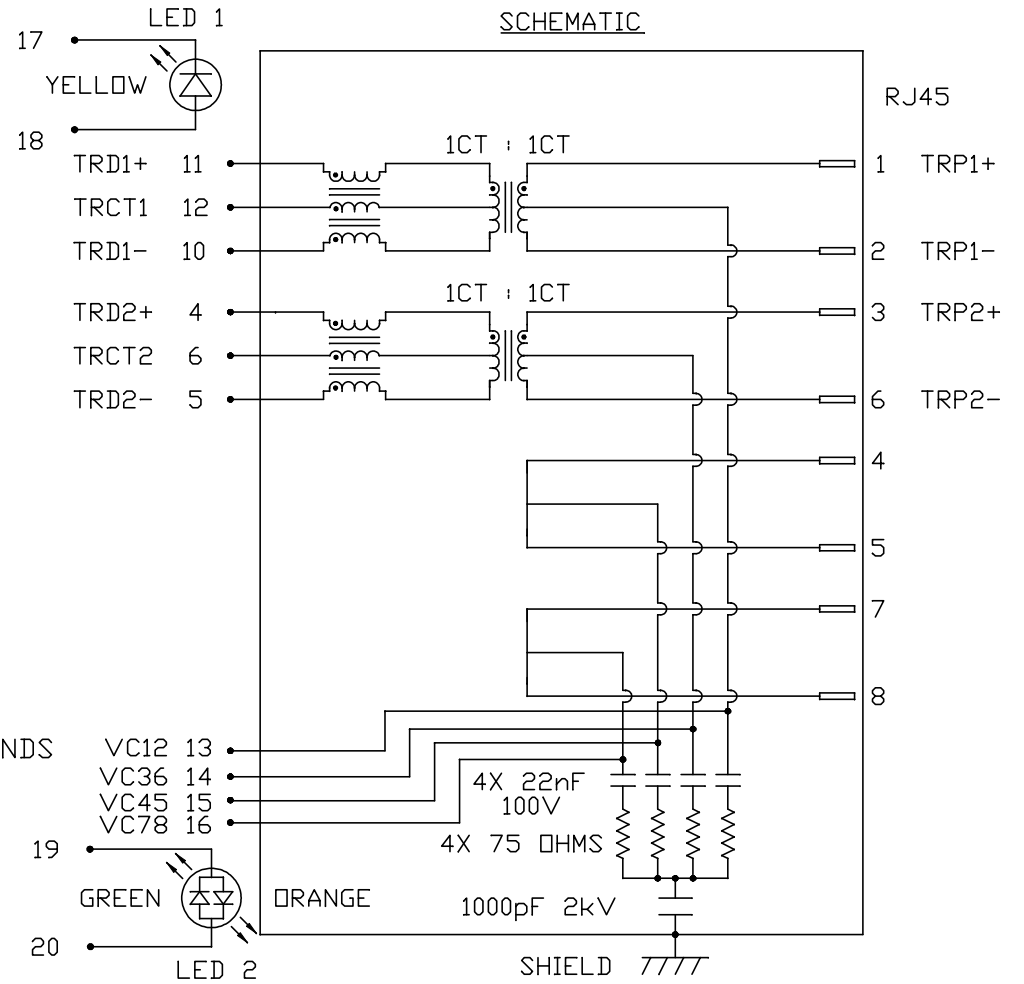 LED 1
SCHEMATIC
17
YELLOW
RJ45
18
1CT : 1CT
TRD1+ 11
1 TRP1+
TRCT1 12
TRD1- 10
2 TRP1-
1CT : 1CT
TRD2+ 4
3 TRP2+
TRCT2 6
TRD2- 5
6 TRP2-
4
5
7
8
NDS VC12 13
VC36 14
4X 22nF
VC45 15
100V
VC78 16
4X 75 OHMS
19
GREEN
ORANGE
1000pF 2kV
20
LED 2
SHIELD